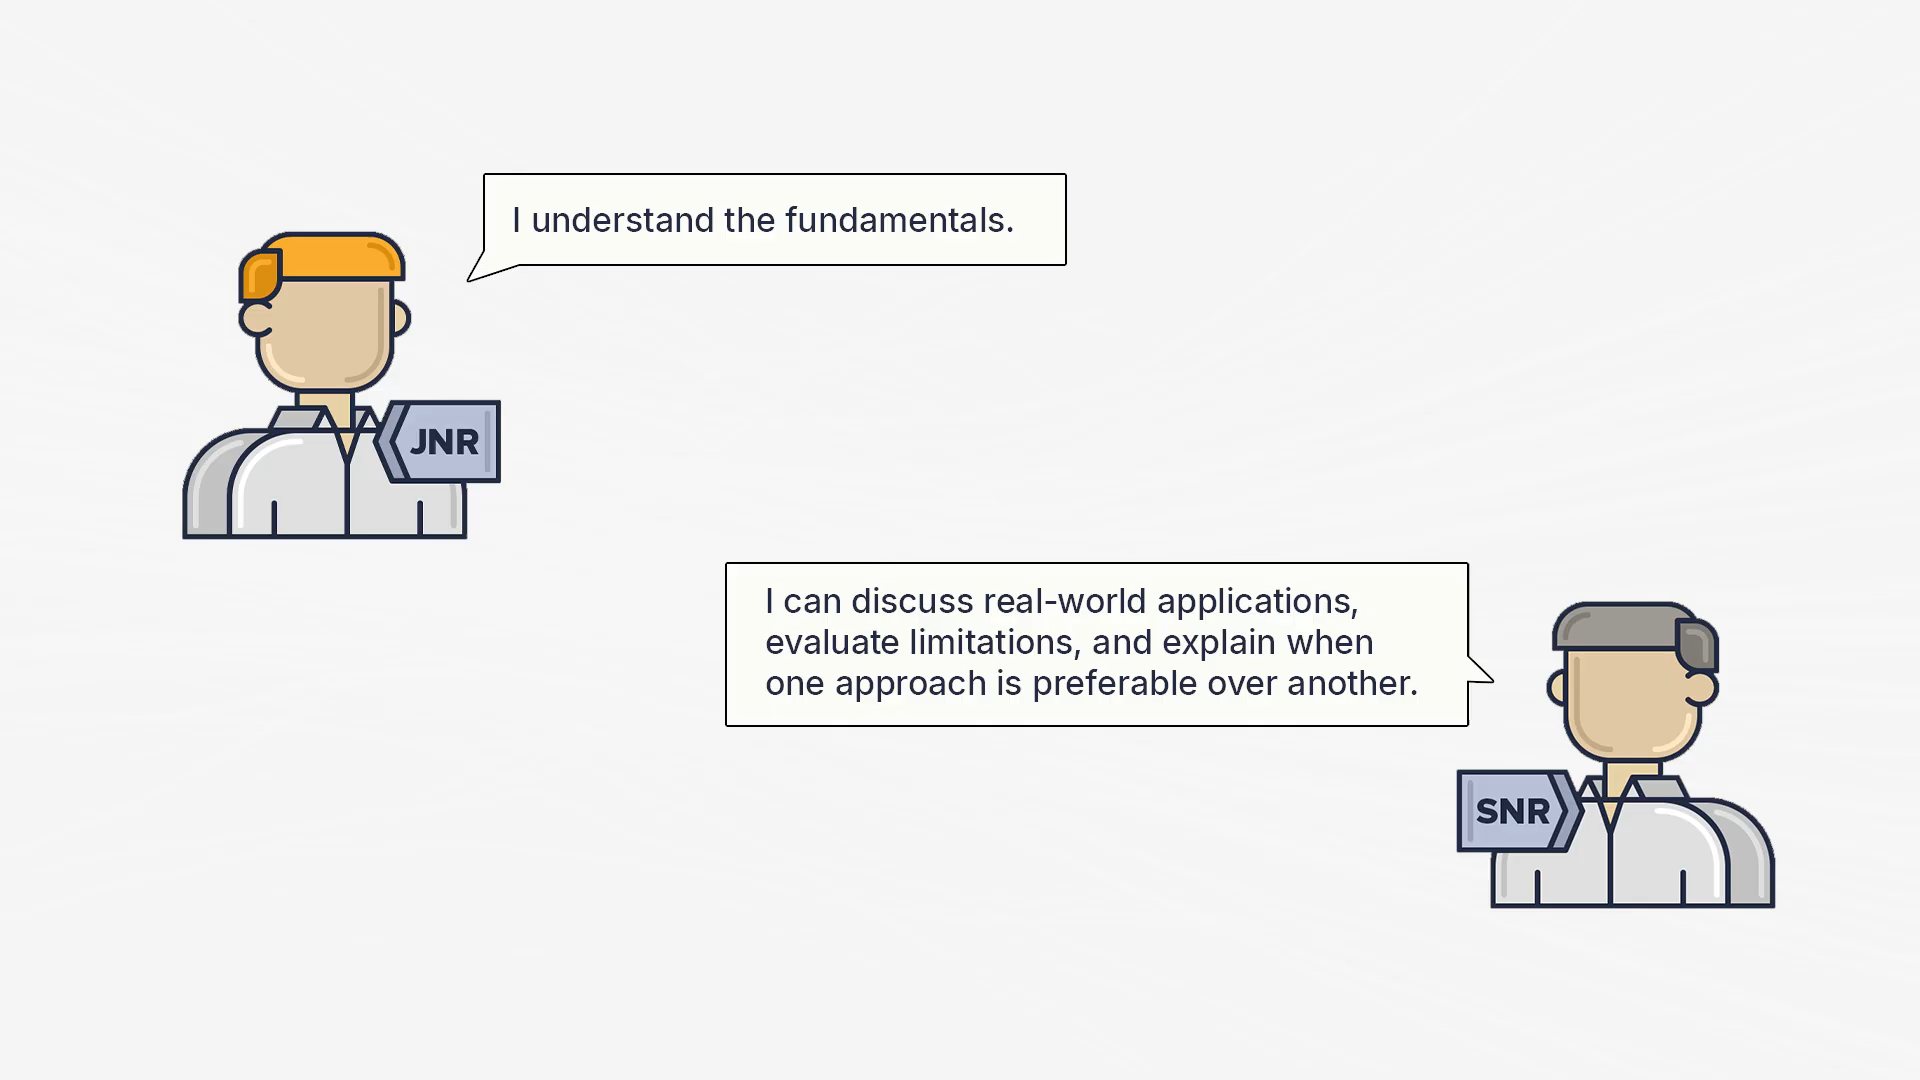 I understand the fundamentals.
JNR
I can discuss real-world applications,
evaluate limitations, and explain when
one approach is preferable over another.
SNR